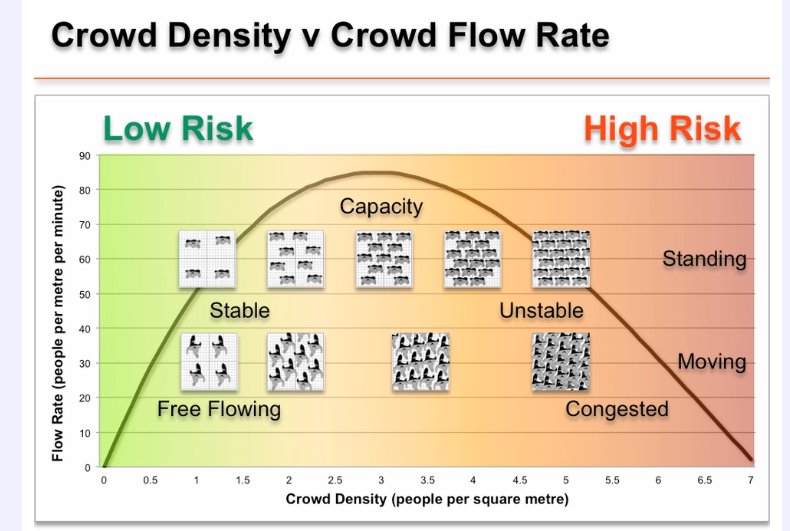 Crowd Density v Crowd Flow Rate
Low Risk
High Risk
90
80
70
60
50
40
30
20
10
0
Flow Rate (people per metre per minute)
Capacity
Standing
Stable
Unstable
Moving
Free Flowing
Congested
0 0.5 1 1.5 2 2.5 3 3.5 4 4.5 5 5.5 6 6.5 7
Crowd Density (people per square metre)